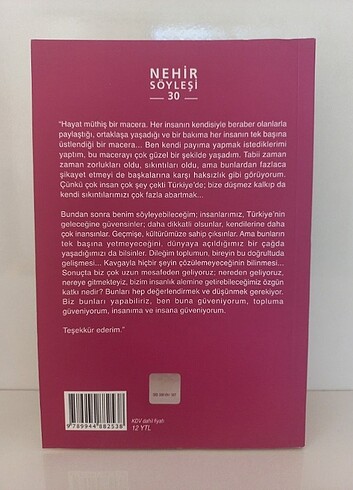 NEHİR
SÖYLEŞİ
30
"Hayat müthiş bir macera. Her insanın kendisiyle beraber olanlarla
paylaştığı, ortaklaşa yaşadığı ve bir bakıma her insanın tek başına
üstlendiği bir macera... Ben kendi payıma yapmak istediklerimi
yaptım, bu macerayı çok güzel bir şekilde yaşadım. Tabii zaman
zaman zorlukları oldu, sıkıntıları oldu, ama bunlardan fazlaca
şikayet etmeyi de başkalarına karşı haksızlık gibi görüyorum.
Çünkü çok insan çok şey çekti Türkiye'de; bize düşmez kalkıp da
kendi sıkıntılarımızı çok fazla abartmak...
Bundan sonra benim söyleyebileceğim; insanlarımız, Türkiye'nin
geleceğine güvensinler; daha dikkatli olsunlar, kendilerine daha
çok inansınlar. Geçmişe, kültürümüze sahip çıksınlar. Ama bunların
tek başına yetmeyeceğini, dünyaya açıldığımız bir çağda
yaşadığımızı da bilsinler. Dileğim toplumun, bireyin bu doğrultuda
gelişmesi... Kavgayla hiçbir şeyin çözülemeyeceğinin bilinmesi...
Sonuçta biz çok uzun mesafeden geliyoruz; nereden geliyoruz,
nereye gitmekteyiz, bizim insanlık alemine getirebileceğimiz özgün
katkı nedir? Bunları hep değerlendirmek ve düşünmek gerekiyor.
Biz bunları yapabiliriz, ben buna güveniyorum, topluma
güveniyorum, insanıma ve insana güveniyorum.
Teşekkür ederim."
9 789944 882538
KDV dahil fiyatı
12 YTL